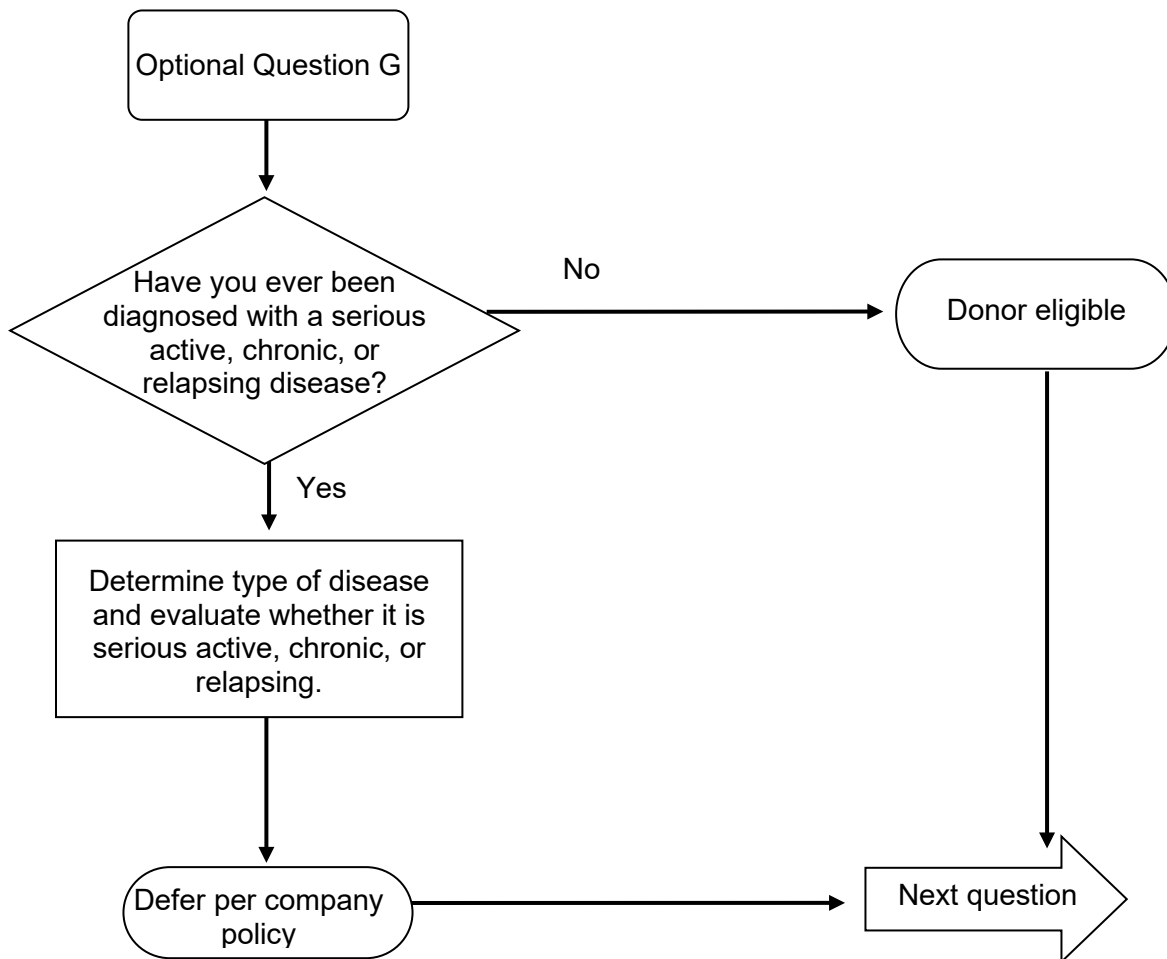 Optional Question G
Have you ever been
diagnosed with a serious
active, chronic, or
relapsing disease?
No
Donor eligible
Yes
Determine type of disease
and evaluate whether it is
serious active, chronic, or
relapsing.
Defer per company
policy
Next question